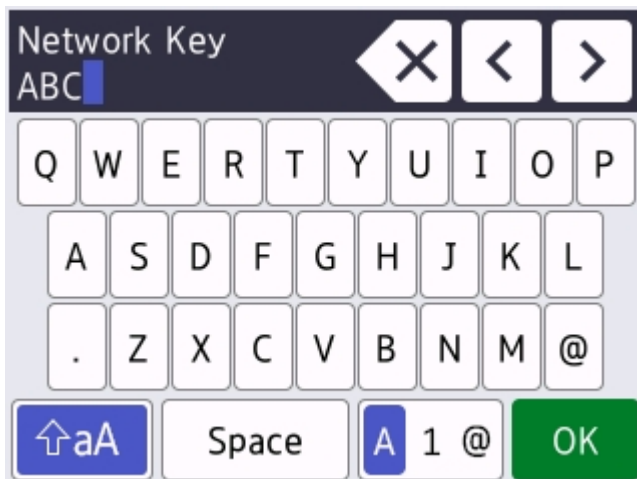 Network Key
ABC
Q W E R T Y U I O P
A S D F G H J K L
. Z X C V B N M @
aA Space A 1 @ OK